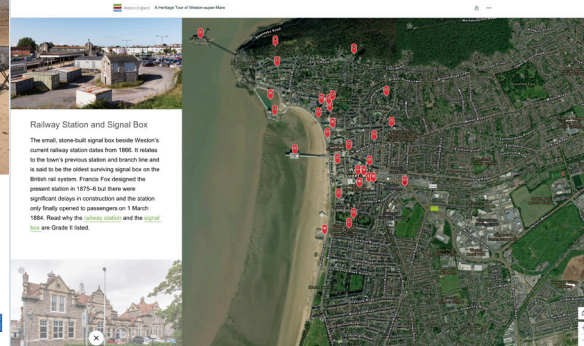 Historic England A Heritage Tour of Weston-super-Mare
Railway Station and Signal Box
The small, stone-built signal box beside Weston's
current railway station dates from 1866. It relates
to the town's previous station and branch line and
is said to be the oldest surviving signal box on the
British rail system. Francis Fox designed the
present station in 1875–6 but there were
significant delays in construction and the station
only finally opened to passengers on 1 March
1884. Read why the railway station and the signal
box are Grade II listed.